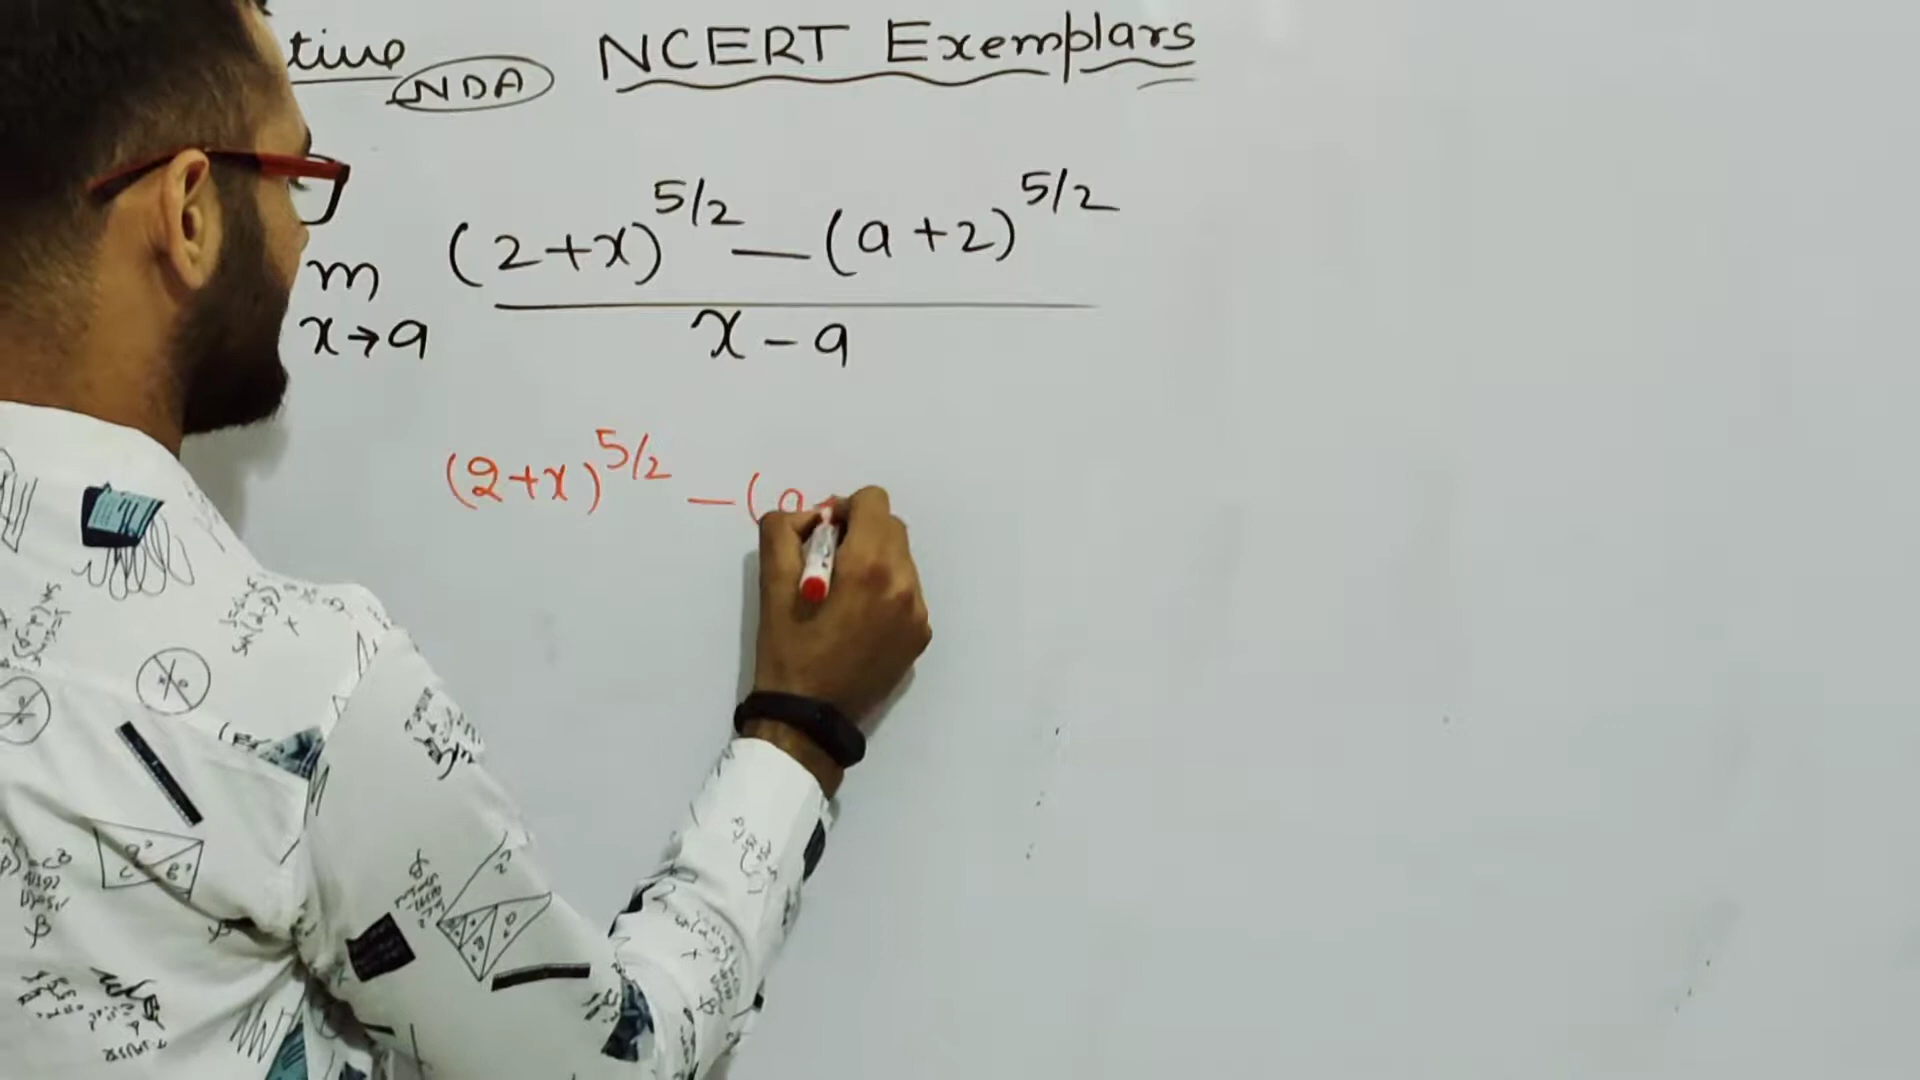 tive NDA NCERT Exemplars
m x→a (2+x)^5/2 — (a+2)^5/2
x – a
(2+x)^5/2 — (a